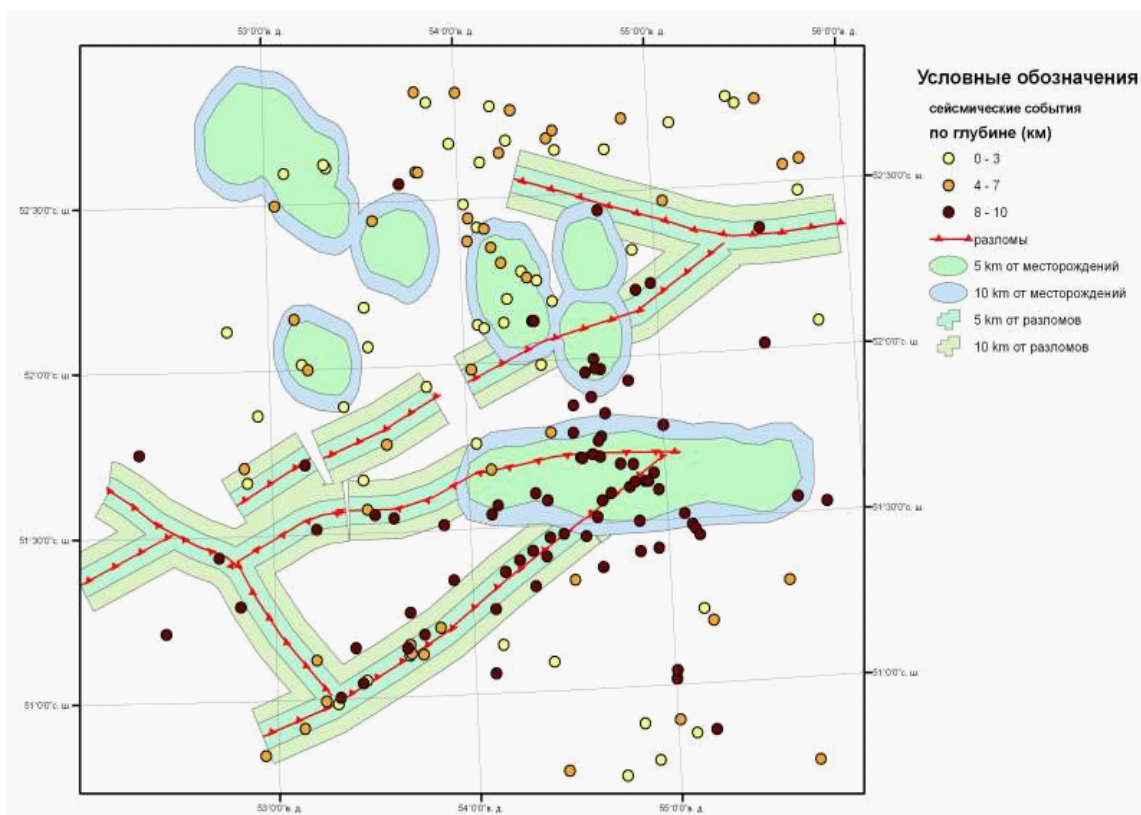 53°0'0"в. д.
54°0'0"в. д.
55°0'0"в. д.
56°0'0"в. д.
52°30'0"с. ш.
52°30'0"с. ш.
52°0'0"с. ш.
52°0'0"с. ш.
51°30'0"с. ш.
51°30'0"с. ш.
51°0'0"с. ш.
51°0'0"с. ш.
53°0'0"в. д.
54°0'0"в. д.
55°0'0"в. д.
Условные обозначения
сейсмические события
по глубине (км)
0 - 3
4 - 7
8 - 10
разломы
5 km от месторождений
10 km от месторождений
5 km от разломов
10 km от разломов